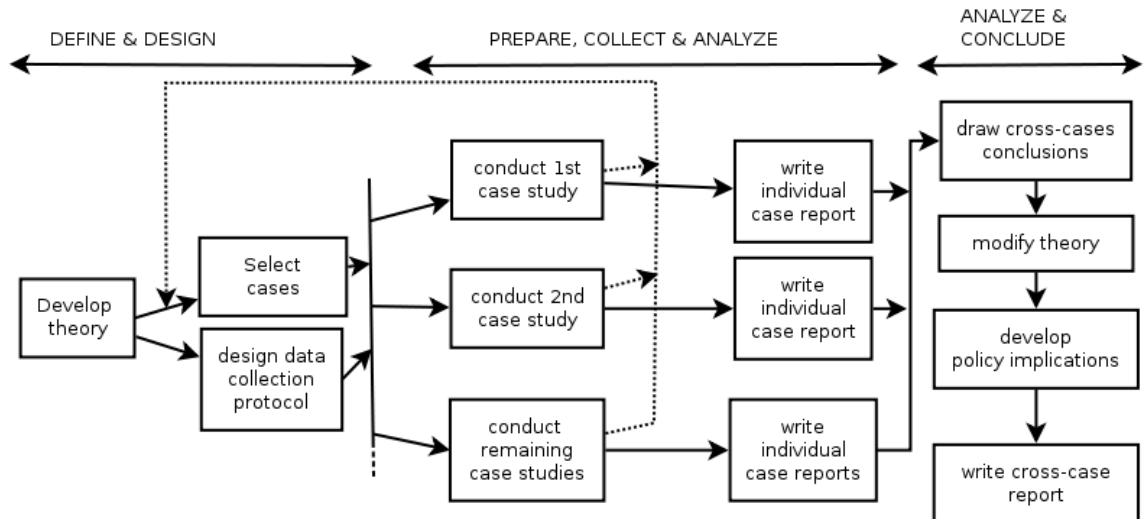 DEFINE & DESIGN
PREPARE, COLLECT & ANALYZE
ANALYZE &
CONCLUDE
Develop
theory
Select
cases
design data
collection
protocol
conduct 1st
case study
write
individual
case report
conduct 2nd
case study
write
individual
case report
conduct
remaining
case studies
write
individual
case reports
draw cross-cases
conclusions
modify theory
develop
policy implications
write cross-case
report